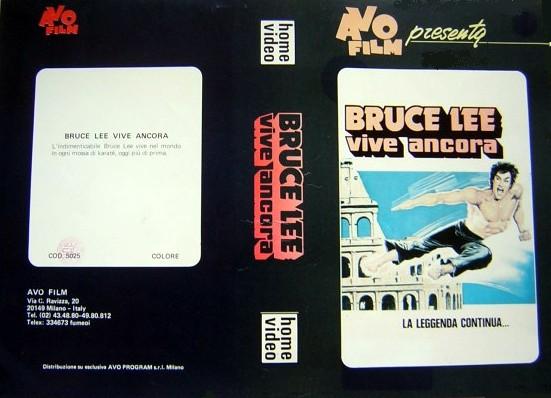 AVO
FILM
BRUCE LEE VIVE ANCORA
L'indimenticabile Bruce Lee vive nel mondo
in ogni mossa di karatè, oggi più di prima.
COD. 5025 COLORE
AVO FILM
Via C. Ravizza, 20
20149 Milano - Italy
Tel. (02) 43.48.80-49.80.812
Telex: 334673 fumeoi
Distribuzione su esclusiva AVO PROGRAM s.r.l. Milano
home
video
BRUCE LEE
vive ancora
home
video
AVO
FILM
presenta
BRUCE LEE
vive ancora
LA LEGGENDA CONTINUA...